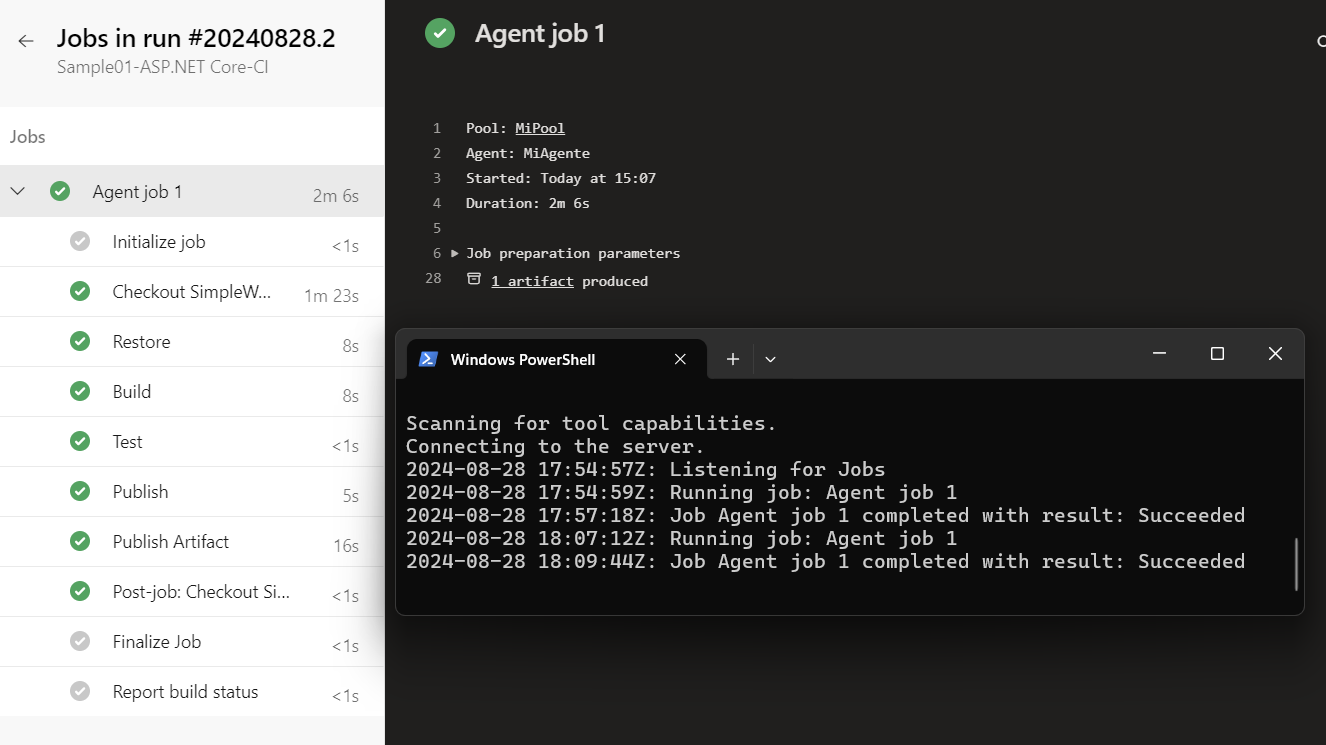 Jobs in run #20240828.2
Sample01-ASP.NET Core-CI
Jobs
Agent job 1 2m 6s
Initialize job <1s
Checkout SimpleW... 1m 23s
Restore 8s
Build 8s
Test <1s
Publish 5s
Publish Artifact 16s
Post-job: Checkout Si... <1s
Finalize Job <1s
Report build status <1s
Agent job 1
1 Pool: MiPool
2 Agent: MiAgente
3 Started: Today at 15:07
4 Duration: 2m 6s
5
6 Job preparation parameters
28 1 artifact produced
Windows PowerShell
Scanning for tool capabilities.
Connecting to the server.
2024-08-28 17:54:57Z: Listening for Jobs
2024-08-28 17:54:59Z: Running job: Agent job 1
2024-08-28 17:57:18Z: Job Agent job 1 completed with result: Succeeded
2024-08-28 18:07:12Z: Running job: Agent job 1
2024-08-28 18:09:44Z: Job Agent job 1 completed with result: Succeeded